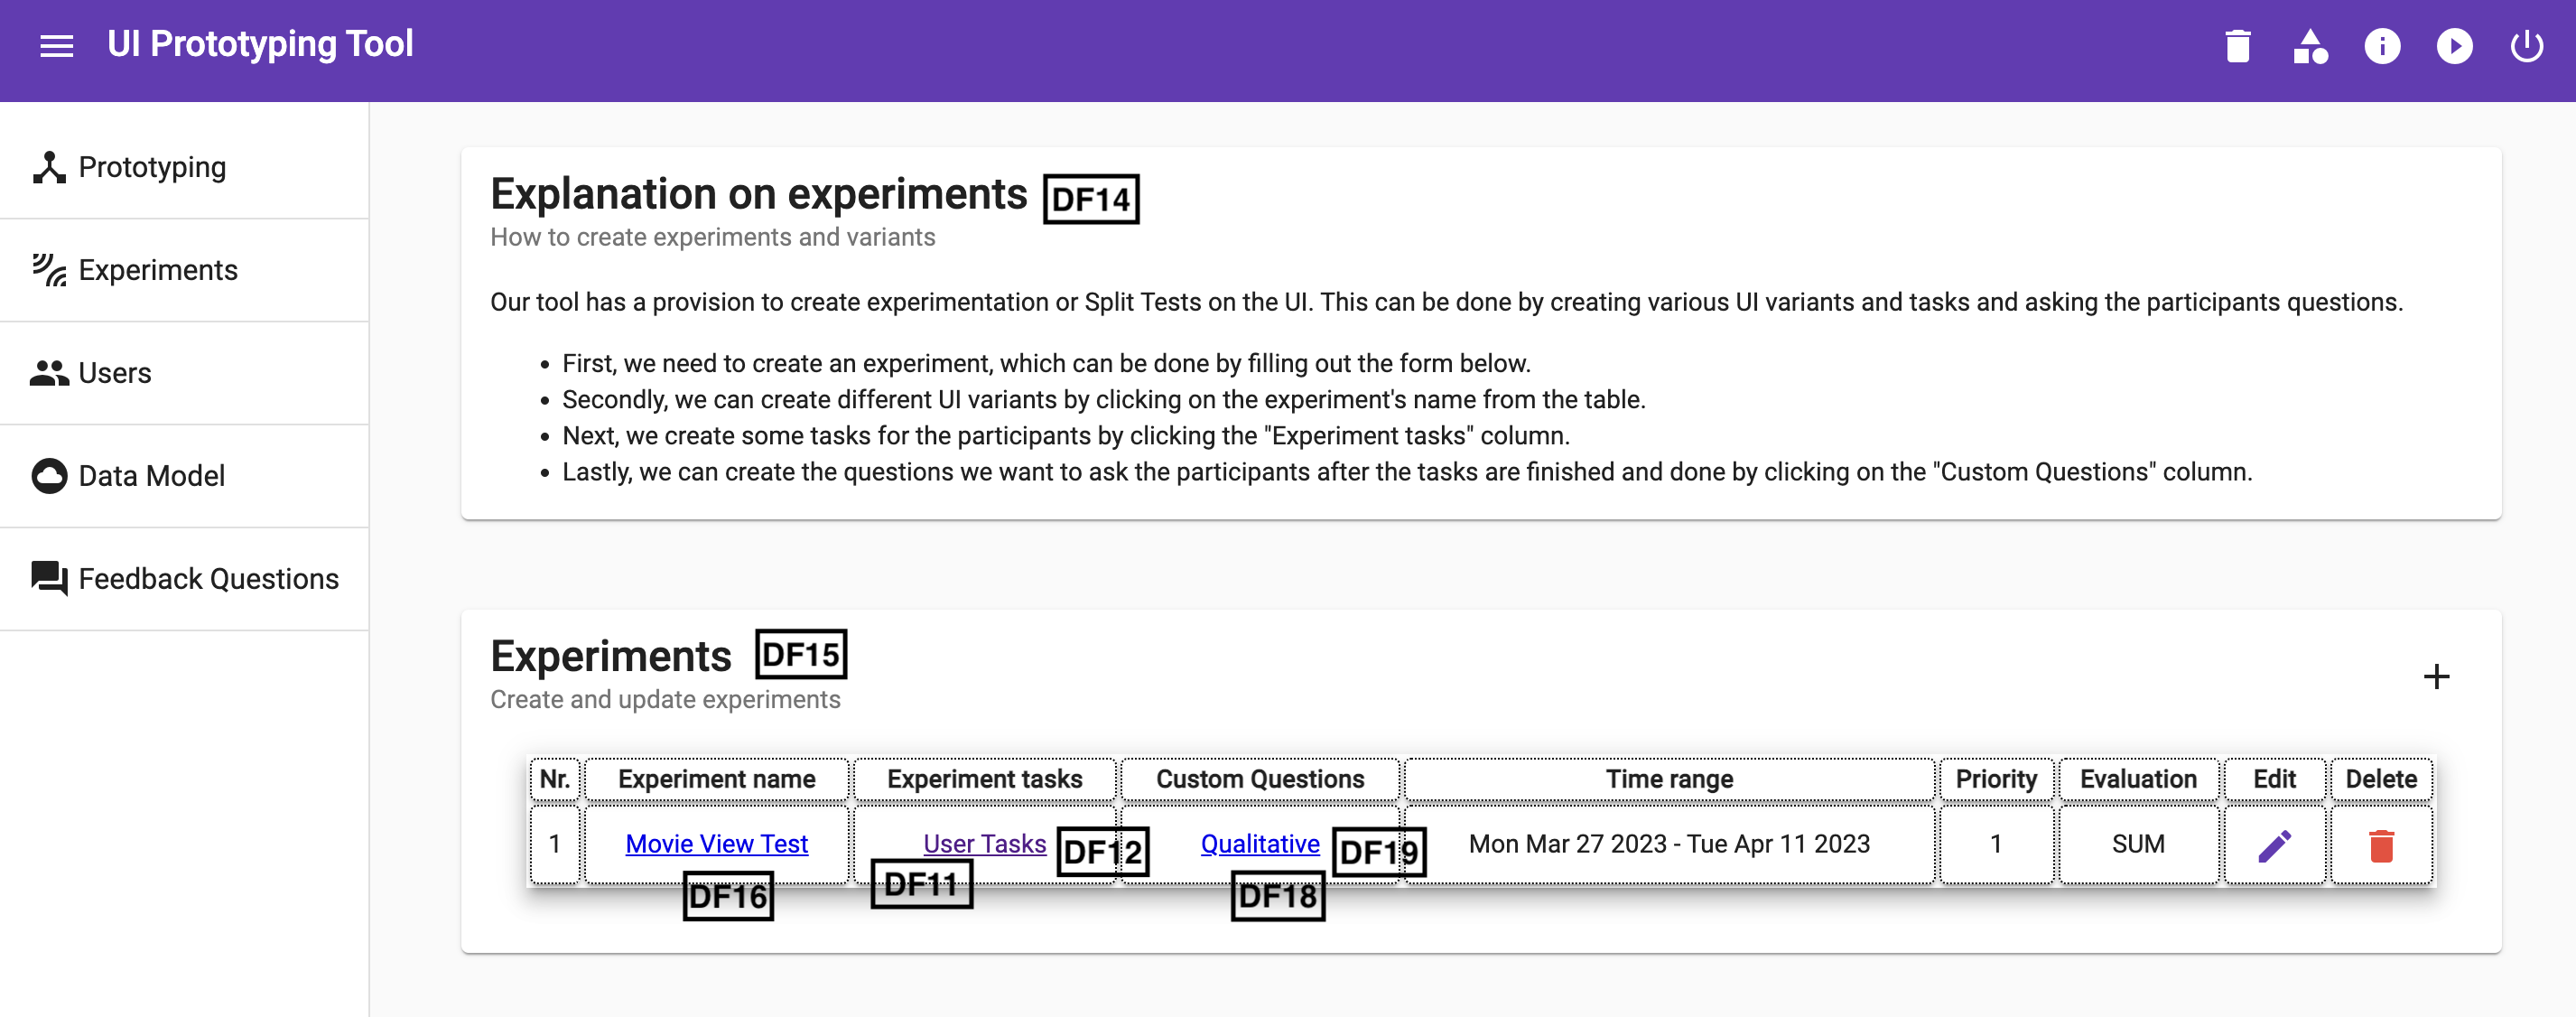 UI Prototyping Tool
Prototyping
Experiments
Users
Data Model
Feedback Questions
Explanation on experiments DF14
How to create experiments and variants
Our tool has a provision to create experimentation or Split Tests on the UI. This can be done by creating various UI variants and tasks and asking the participants questions.
• First, we need to create an experiment, which can be done by filling out the form below.
• Secondly, we can create different UI variants by clicking on the experiment's name from the table.
• Next, we create some tasks for the participants by clicking the "Experiment tasks" column.
• Lastly, we can create the questions we want to ask the participants after the tasks are finished and done by clicking on the "Custom Questions" column.
Experiments DF15
Create and update experiments
Nr. Experiment name Experiment tasks Custom Questions Time range Priority Evaluation Edit Delete
1 Movie View Test User Tasks DF12 Qualitative DF19 Mon Mar 27 2023 - Tue Apr 11 2023 1 SUM
DF16 DF11 DF18